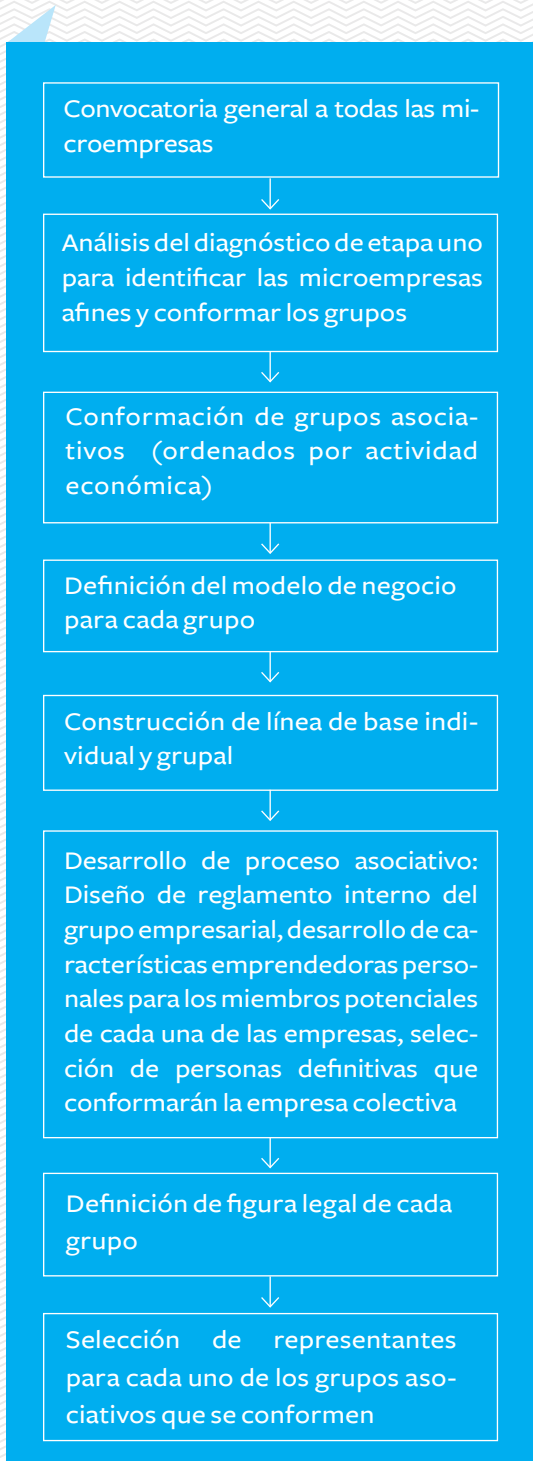 Convocatoria general a todas las mi-
croempresas
Análisis del diagnóstico de etapa uno
para identificar las microempresas
afines y conformar los grupos
Conformación de grupos asocia-
tivos (ordenados por actividad
económica)
Definición del modelo de negocio
para cada grupo
Construcción de línea de base indi-
vidual y grupal
Desarrollo de proceso asociativo:
Diseño de reglamento interno del
grupo empresarial, desarrollo de ca-
racterísticas emprendedoras perso-
nales para los miembros potenciales
de cada una de las empresas, selec-
ción de personas definitivas que
conformarán la empresa colectiva
Definición de figura legal de cada
grupo
Selección de representantes
para cada uno de los grupos aso-
ciativos que se conformen